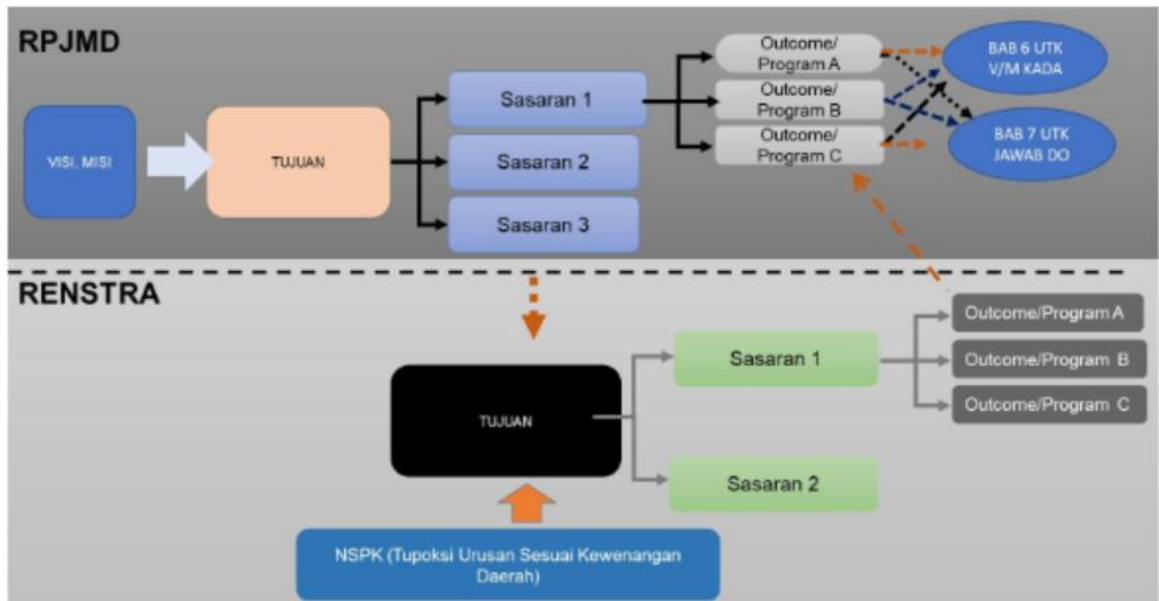 RPJMD
VISI, MISI
TUJUAN
Sasaran 1
Sasaran 2
Sasaran 3
Outcome/
Program A
Outcome/
Program B
Outcome/
Program C
BAB 6 UTK
V/M KADA
BAB 7 UTK
JAWAB DO
RENSTRA
TUJUAN
Sasaran 1
Sasaran 2
Outcome/Program A
Outcome/Program B
Outcome/Program C
NSPK (Tupoksi Urusan Sesuai Kewenangan
Daerah)